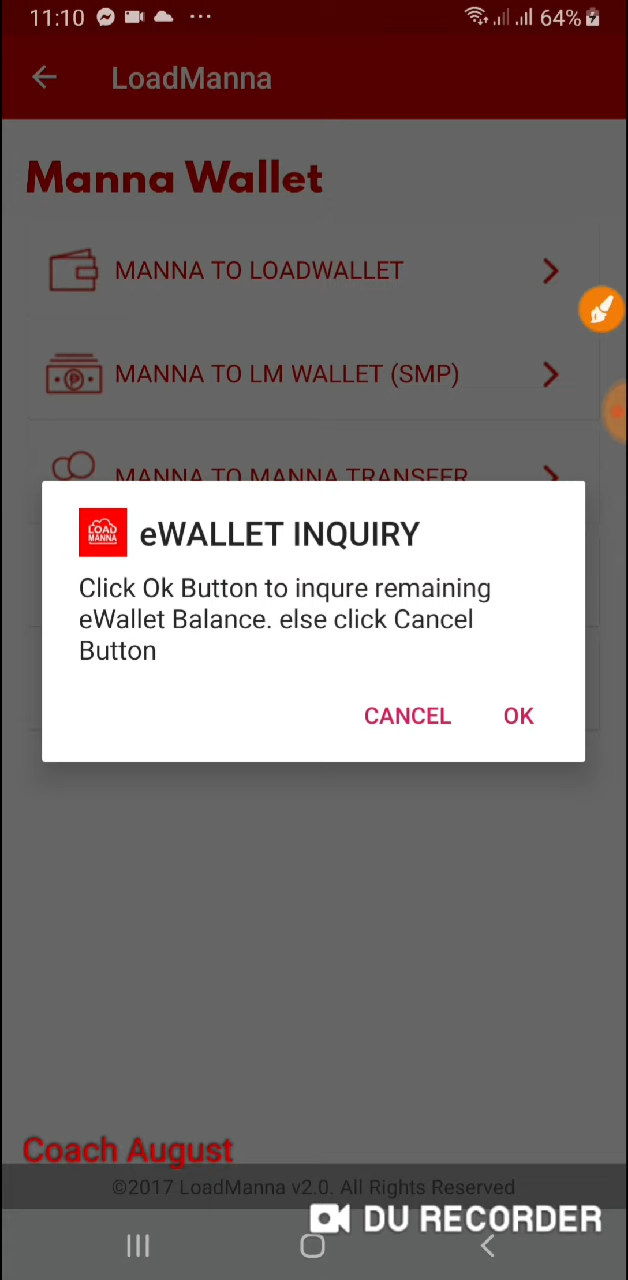 11:10
64%
LoadManna
Manna Wallet
MANNA TO LOADWALLET
MANNA TO LM WALLET (SMP)
MANNA TO MANNA TRANSFER
LOAD
MANNA
eWALLET INQUIRY
Click Ok Button to inqure remaining
eWallet Balance. else click Cancel
Button
CANCEL OK
Coach August
©2017 LoadManna v2.0. All Rights Reserved
DU RECORDER